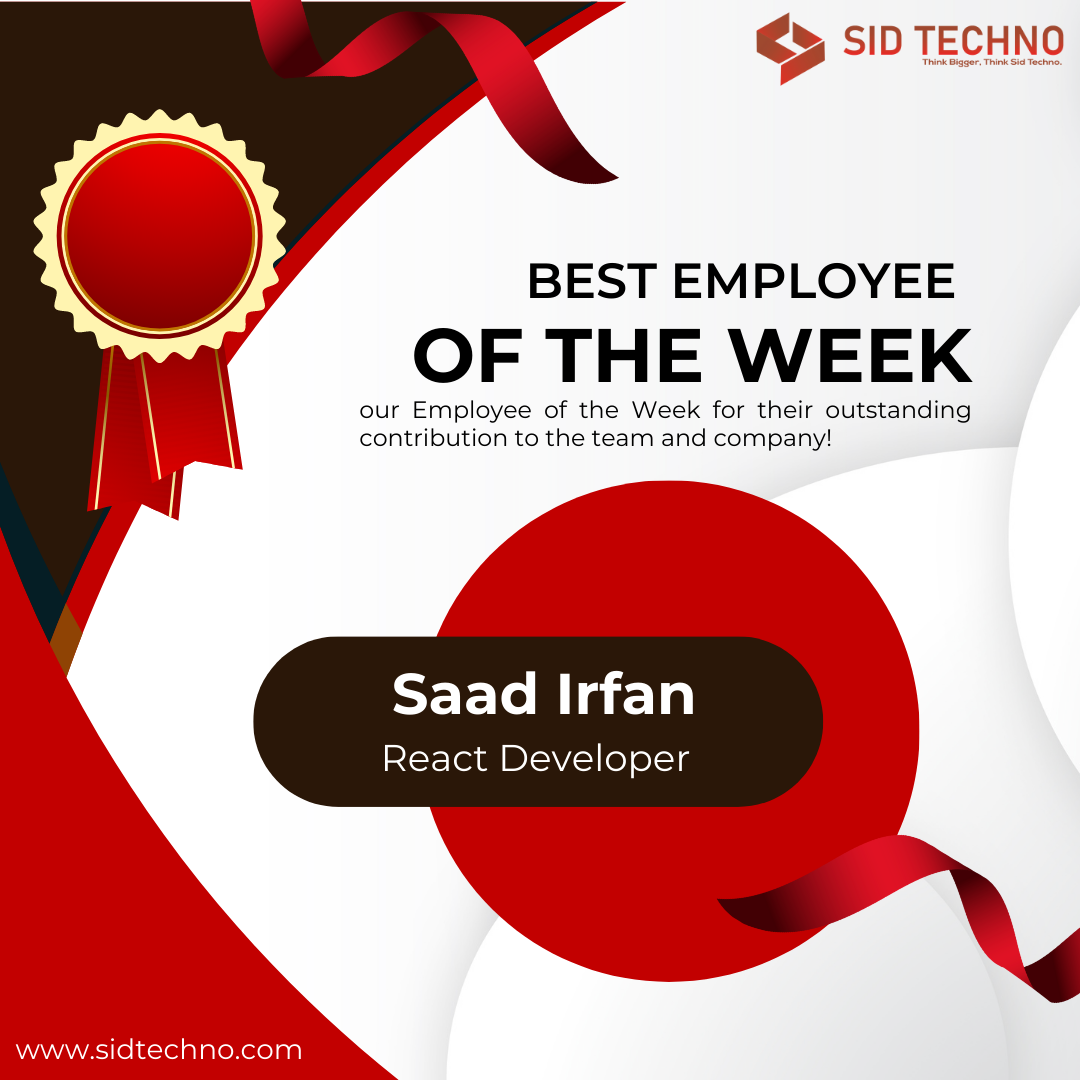 SID TECHNO
Think Bigger, Think Sid Techno.
BEST EMPLOYEE
OF THE WEEK
our Employee of the Week for their outstanding
contribution to the team and company!
Saad Irfan
React Developer
www.sidtechno.com